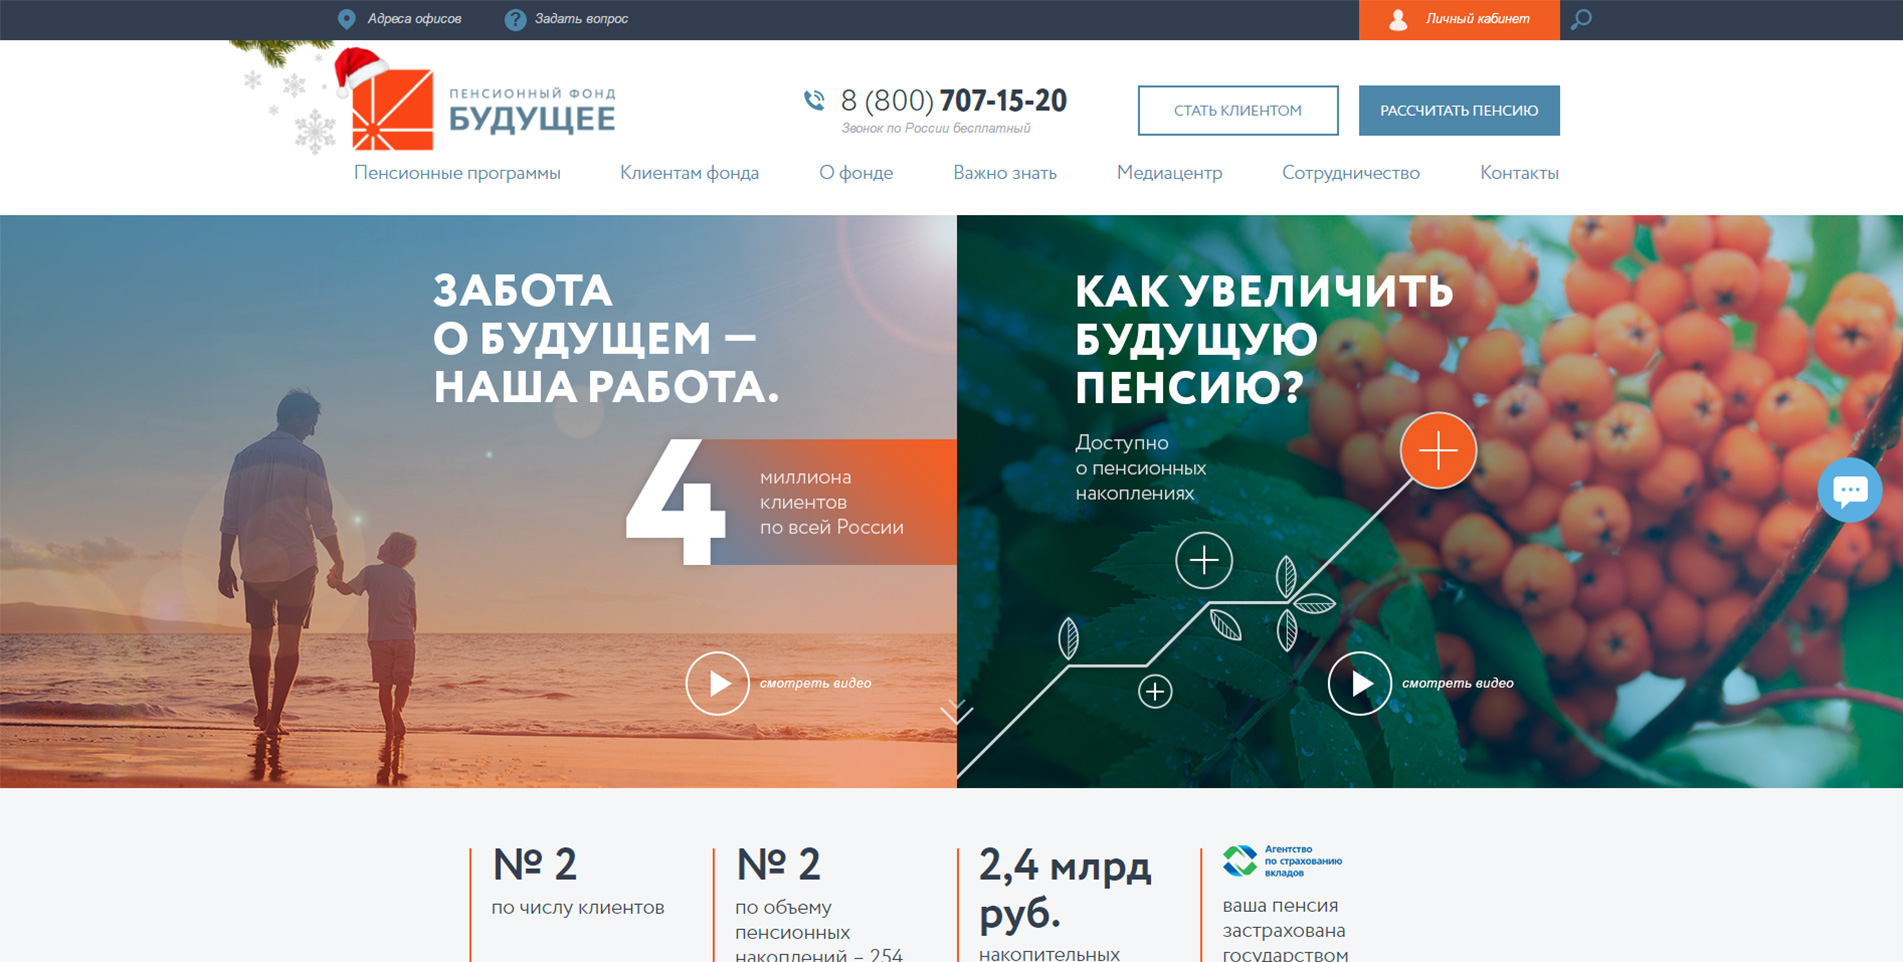 Адреса офисов
Задать вопрос
Личный кабинет
ПЕНСИОННЫЙ ФОНД
БУДУЩЕЕ
8 (800) 707-15-20
Звонок по России бесплатный
СТАТЬ КЛИЕНТОМ
РАССЧИТАТЬ ПЕНСИЮ
Пенсионные программы
Клиентам фонда
О фонде
Важно знать
Медиацентр
Сотрудничество
Контакты
ЗАБОТА
О БУДУЩЕМ —
НАША РАБОТА.
4
миллиона
клиентов
по всей России
смотреть видео
КАК УВЕЛИЧИТЬ
БУДУЩУЮ
ПЕНСИЮ?
Доступно
о пенсионных
накоплениях
смотреть видео
№ 2
по числу клиентов
№ 2
по объему
пенсионных
накоплений – 254
2,4 млрд
руб.
накопительных
Агентство
по страхованию
вкладов
ваша пенсия
застрахована
государством